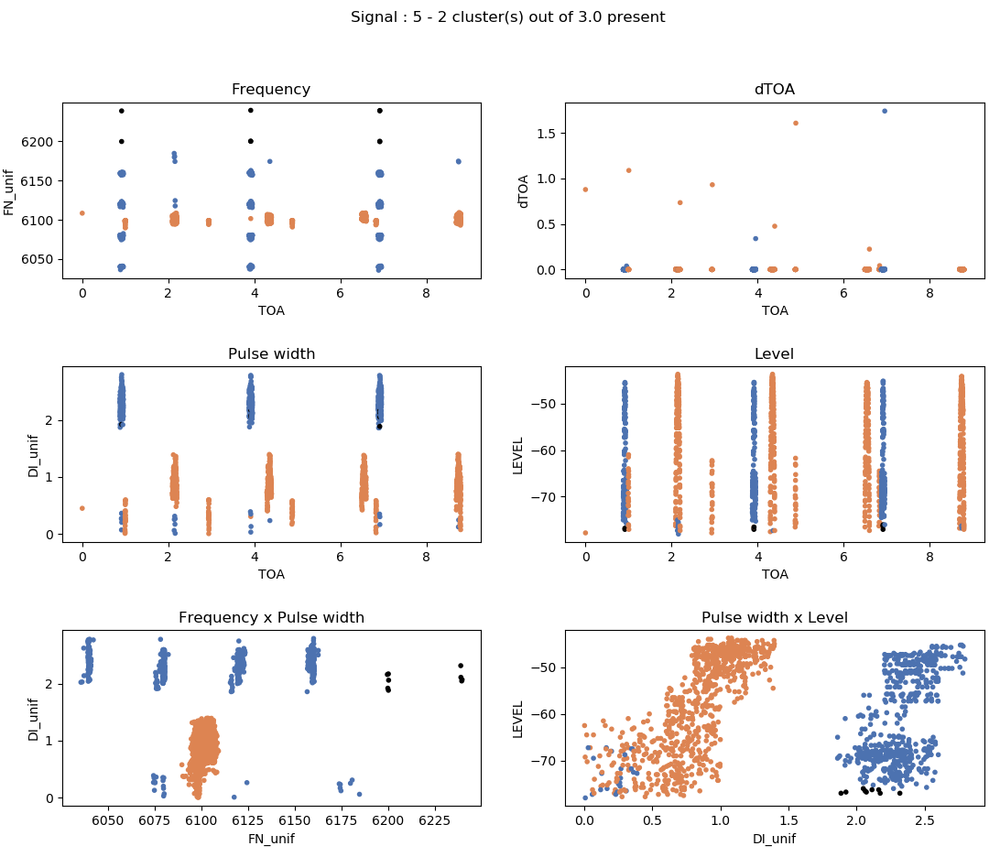 Signal : 5 - 2 cluster(s) out of 3.0 present
Frequency
FN_unif
6200
6150
6100
6050
0 2 4 6 8
TOA
dTOA
dTOA
1.5
1.0
0.5
0.0
0 2 4 6 8
TOA
Pulse width
DI_unif
2
1
0
0 2 4 6 8
TOA
Level
LEVEL
−50
−60
−70
0 2 4 6 8
TOA
Frequency x Pulse width
DI_unif
2
1
0
6050 6075 6100 6125 6150 6175 6200 6225
FN_unif
Pulse width x Level
LEVEL
−50
−60
−70
0.0 0.5 1.0 1.5 2.0 2.5
DI_unif